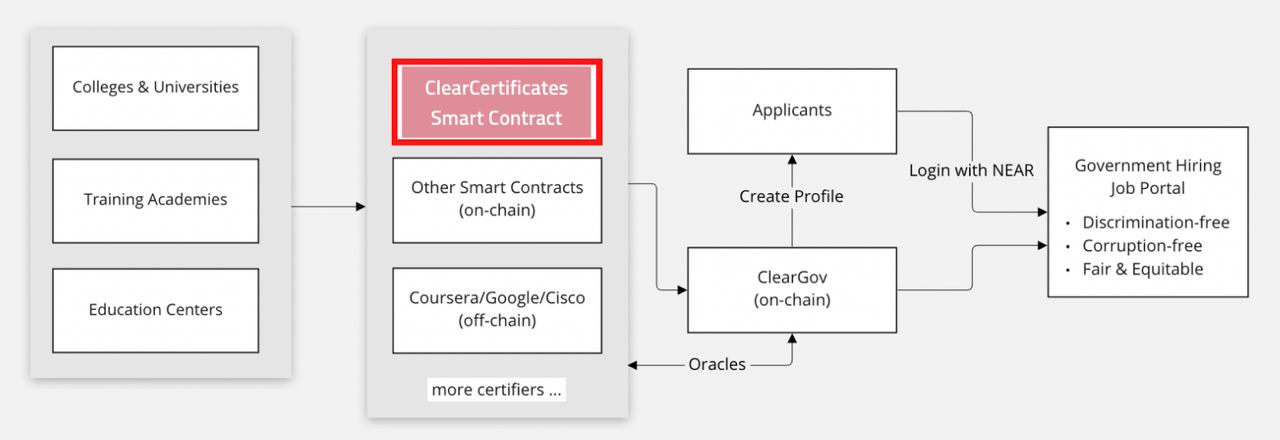 Colleges & Universities
Training Academies
Education Centers
ClearCertificates
Smart Contract
Other Smart Contracts
(on-chain)
Coursera/Google/Cisco
(off-chain)
more certifiers ...
Applicants
Create Profile
ClearGov
(on-chain)
Oracles
Login with NEAR
Government Hiring
Job Portal
• Discrimination-free
• Corruption-free
• Fair & Equitable